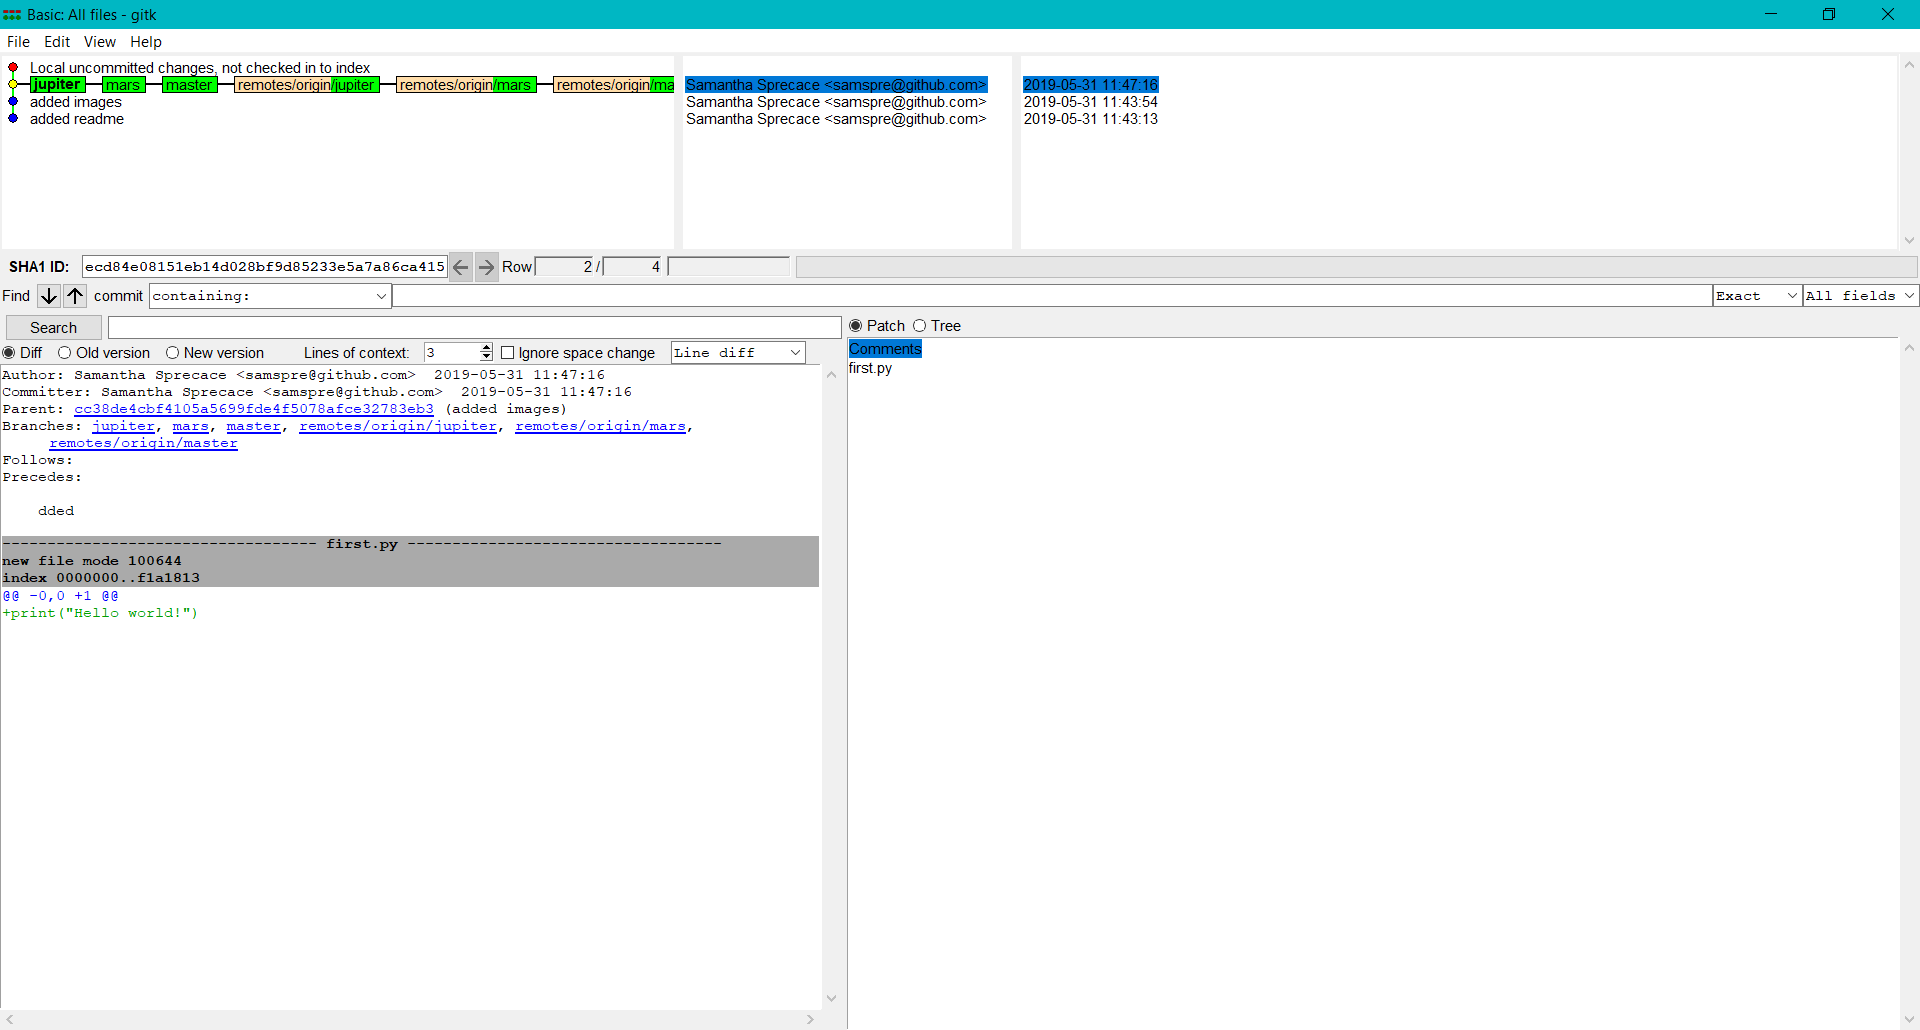 Basic: All files - gitk
File Edit View Help
Local uncommitted changes, not checked in to index
jupiter mars master remotes/origin/jupiter remotes/origin/mars remotes/origin/ma Samantha Sprecace <samspre@github.com> 2019-05-31 11:47:16
added images Samantha Sprecace <samspre@github.com> 2019-05-31 11:43:54
added readme Samantha Sprecace <samspre@github.com> 2019-05-31 11:43:13
SHA1 ID: ecd84e08151eb14d028bf9d85233e5a7a86ca415 Row 2 / 4
Find commit containing: Exact All fields
Search Patch Tree
Diff Old version New version Lines of context: 3 Ignore space change Line diff
Comments
first.py
Author: Samantha Sprecace <samspre@github.com> 2019-05-31 11:47:16
Committer: Samantha Sprecace <samspre@github.com> 2019-05-31 11:47:16
Parent: cc38de4cbf4105a5699fde4f5078afce32783eb3 (added images)
Branches: jupiter, mars, master, remotes/origin/jupiter, remotes/origin/mars,
remotes/origin/master
Follows:
Precedes:
dded
----------------------------------- first.py -----------------------------------
new file mode 100644
index 0000000..f1a1813
@@ -0,0 +1 @@
+print("Hello world!")